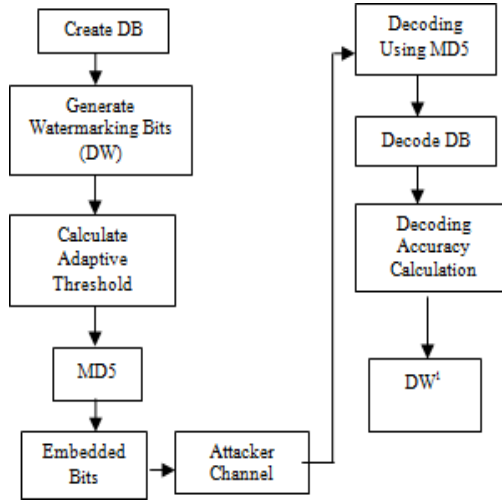 Create DB
Generate
Watermarking Bits
(DW)
Calculate
Adaptive
Threshold
MD5
Embedded
Bits
Attacker
Channel
Decoding
Using MD5
Decode DB
Decoding
Accuracy
Calculation
DW¹